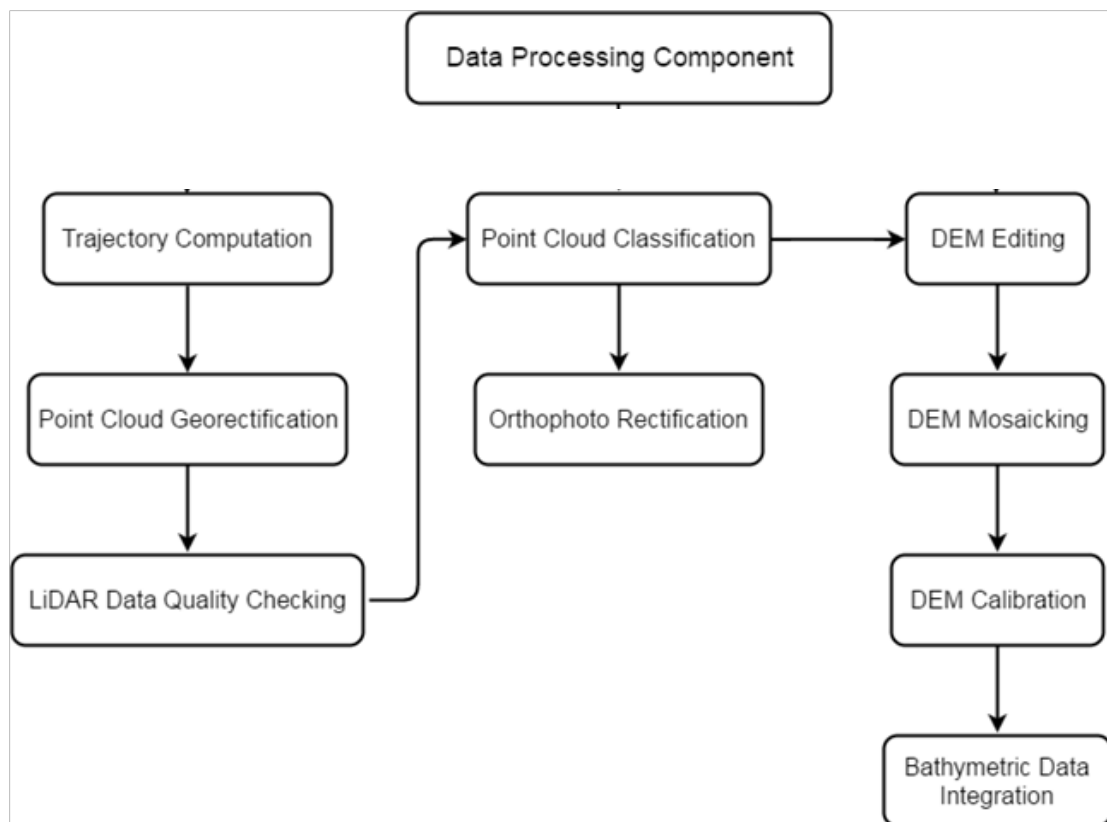 Data Processing Component
Trajectory Computation
Point Cloud Classification
DEM Editing
Point Cloud Georectification
Orthophoto Rectification
DEM Mosaicking
LiDAR Data Quality Checking
DEM Calibration
Bathymetric Data
Integration